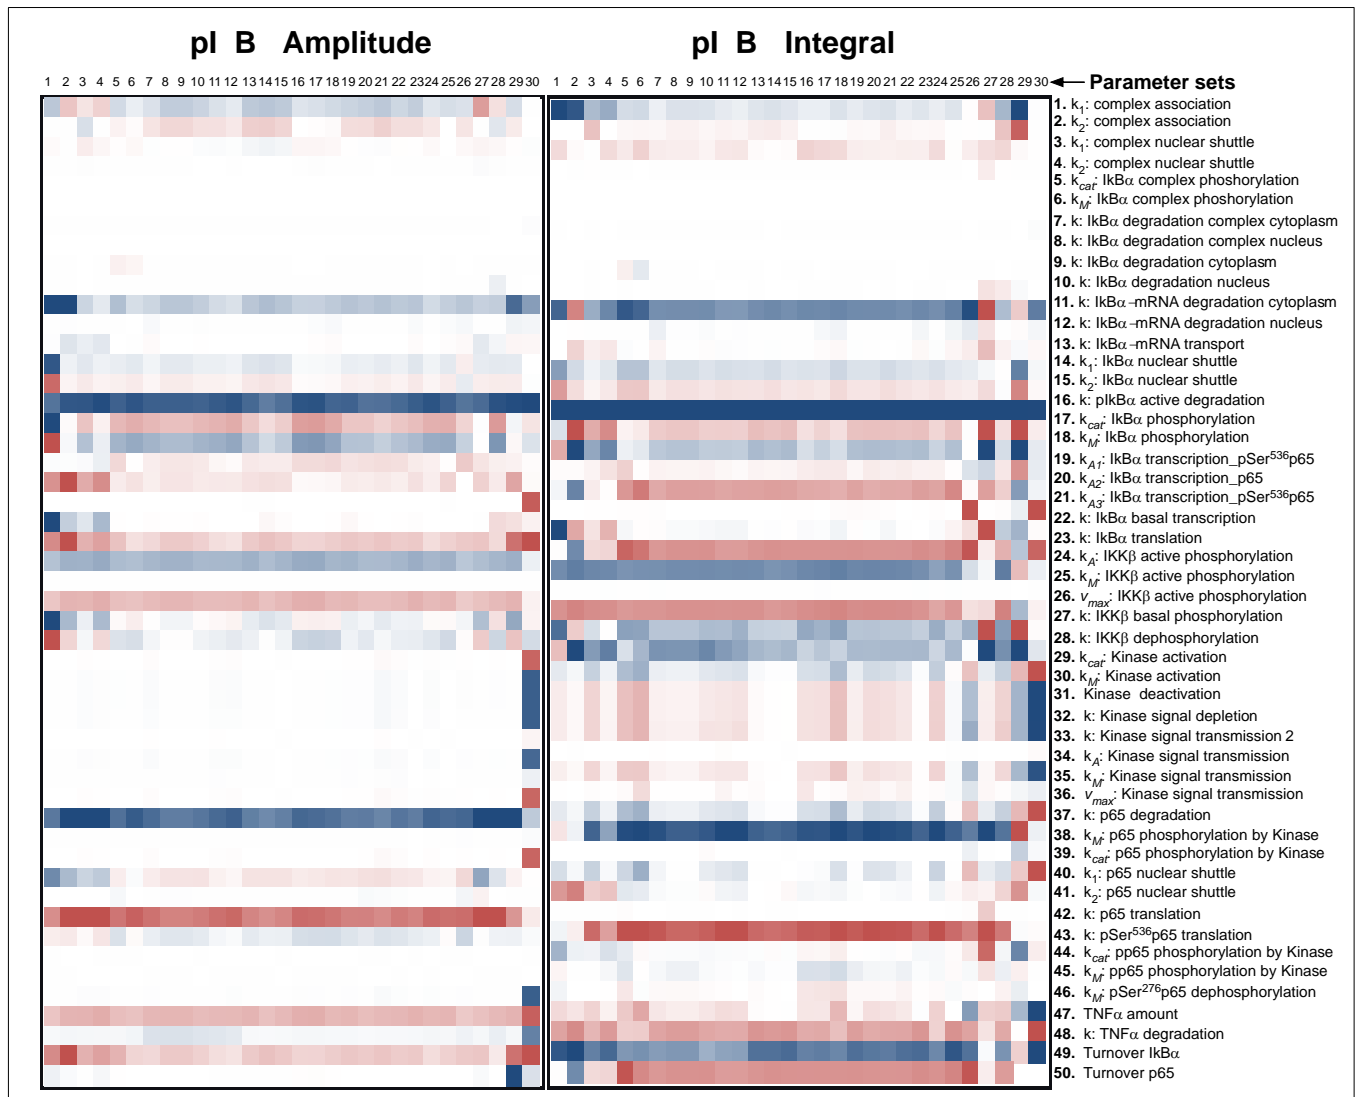 pI B Amplitude pI B Integral
1 2 3 4 5 6 7 8 9 10 11 12 13 14 15 16 17 18 19 20 21 22 23 24 25 26 27 28 29 30 1 2 3 4 5 6 7 8 9 10 11 12 13 14 15 16 17 18 19 20 21 22 23 24 25 26 27 28 29 30 Parameter sets
1. k1: complex association
2. k2: complex association
3. k1: complex nuclear shuttle
4. k2: complex nuclear shuttle
5. kcat: IkBα complex phoshorylation
6. kM: IkBα complex phoshorylation
7. k: IkBα degradation complex cytoplasm
8. k: IkBα degradation complex nucleus
9. k: IkBα degradation cytoplasm
10. k: IkBα degradation nucleus
11. k: IkBα−mRNA degradation cytoplasm
12. k: IkBα−mRNA degradation nucleus
13. k: IkBα−mRNA transport
14. k1: IkBα nuclear shuttle
15. k2: IkBα nuclear shuttle
16. k: pIkBα active degradation
17. kcat: IkBα phosphorylation
18. kM: IkBα phosphorylation
19. kA1: IkBα transcription_pSer536p65
20. kA2: IkBα transcription_p65
21. kA3: IkBα transcription_pSer536p65
22. k: IkBα basal transcription
23. k: IkBα translation
24. kA: IKKβ active phosphorylation
25. kM: IKKβ active phosphorylation
26. vmax: IKKβ active phosphorylation
27. k: IKKβ basal phosphorylation
28. k: IKKβ dephosphorylation
29. kcat: Kinase activation
30. kM: Kinase activation
31. Kinase deactivation
32. k: Kinase signal depletion
33. k: Kinase signal transmission 2
34. kA: Kinase signal transmission
35. kM: Kinase signal transmission
36. vmax: Kinase signal transmission
37. k: p65 degradation
38. kM: p65 phosphorylation by Kinase
39. kcat: p65 phosphorylation by Kinase
40. k1: p65 nuclear shuttle
41. k2: p65 nuclear shuttle
42. k: p65 translation
43. k: pSer536p65 translation
44. kcat: pp65 phosphorylation by Kinase
45. kM: pp65 phosphorylation by Kinase
46. kM: pSer276p65 dephosphorylation
47. TNFα amount
48. k: TNFα degradation
49. Turnover IkBα
50. Turnover p65